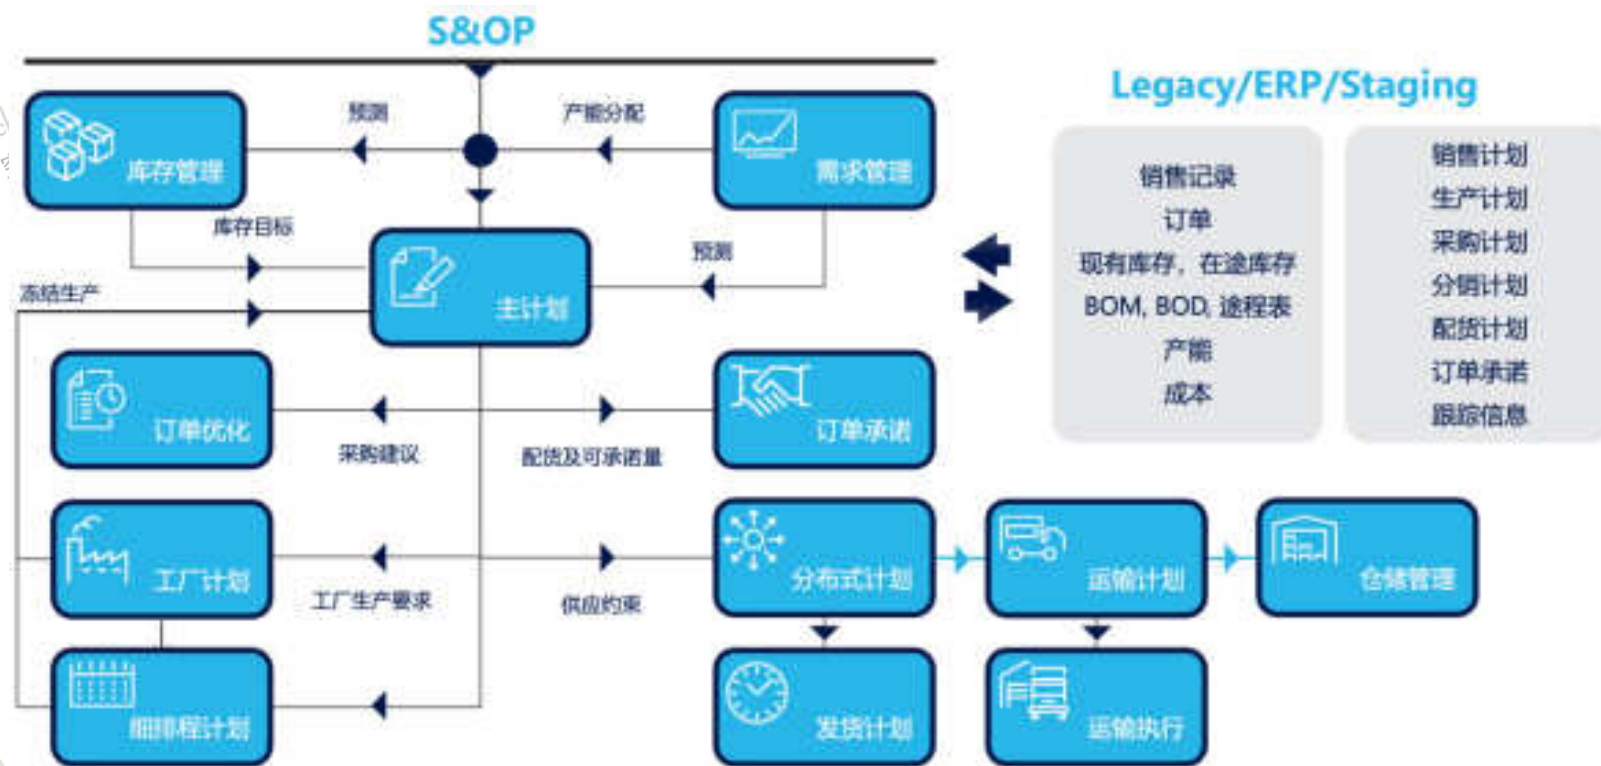 S&OP
Legacy/ERP/Staging
预测
产能分配
库存管理
需求管理
库存目标
预测
冻结生产
主计划
销售记录
订单
现有库存，在途库存
BOM, BOD, 途程表
产能
成本
销售计划
生产计划
采购计划
分销计划
配货计划
订单承诺
跟踪信息
订单优化
采购建议
配货及可承诺量
订单承诺
工厂计划
工厂生产要求
供应约束
分布式计划
运输计划
仓储管理
细排程计划
发货计划
运输执行